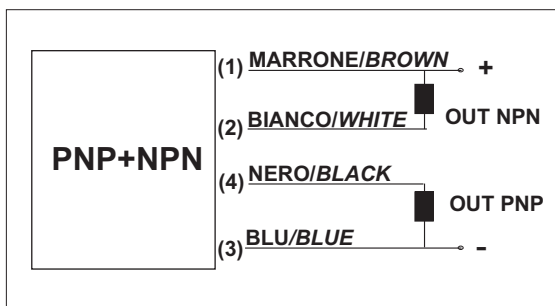 (1) MARRONE/BROWN +
(2) BIANCO/WHITE OUT NPN
PNP+NPN
(4) NERO/BLACK
OUT PNP
(3) BLU/BLUE -